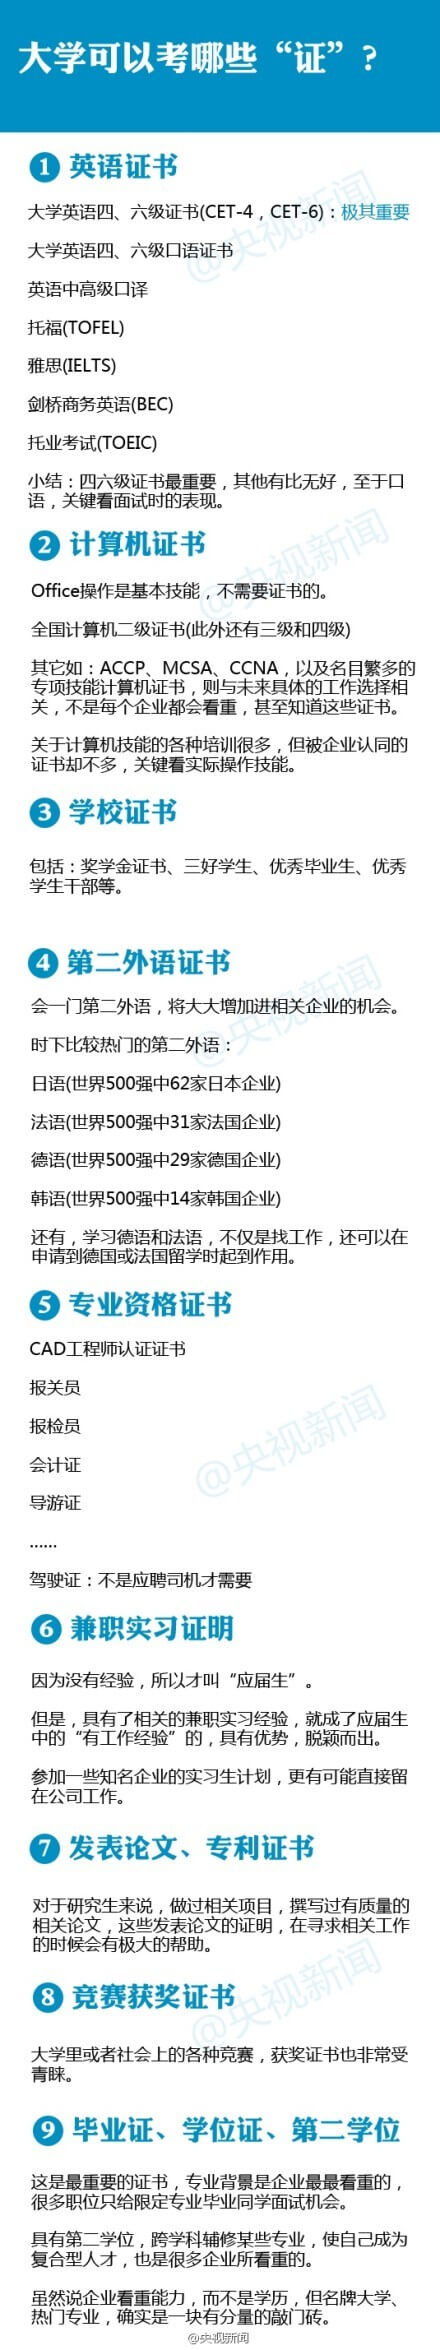 大学可以考哪些“证”?
1 英语证书
大学英语四、六级证书(CET-4，CET-6)：极其重要
大学英语四、六级口语证书
英语中高级口译
托福(TOFEL)
雅思(IELTS)
剑桥商务英语(BEC)
托业考试(TOEIC)
小结：四六级证书最重要，其他有比无好，至于口
语，关键看面试时的表现。
2 计算机证书
Office操作是基本技能，不需要证书的。
全国计算机二级证书(此外还有三级和四级)
其它如：ACCP、MCSA、CCNA，以及名目繁多的
专项技能计算机证书，则与未来具体的工作选择相
关，不是每个企业都会看重，甚至知道这些证书。
关于计算机技能的各种培训很多，但被企业认同的
证书却不多，关键看实际操作技能。
3 学校证书
包括：奖学金证书、三好学生、优秀毕业生、优秀
学生干部等。
4 第二外语证书
会一门第二外语，将大大增加进相关企业的机会。
时下比较热门的第二外语：
日语(世界500强中62家日本企业)
法语(世界500强中31家法国企业)
德语(世界500强中29家德国企业)
韩语(世界500强中14家韩国企业)
还有，学习德语和法语，不仅是找工作，还可以在
申请到德国或法国留学时起到作用。
5 专业资格证书
CAD工程师认证证书
报关员
报检员
会计证
导游证
······
驾驶证：不是应聘司机才需要
6 兼职实习证明
因为没有经验，所以才叫“应届生”。
但是，具有了相关的兼职实习经验，就成了应届生
中的“有工作经验”的，具有优势，脱颖而出。
参加一些知名企业的实习生计划，更有可能直接留
在公司工作。
7 发表论文、专利证书
对于研究生来说，做过相关项目，撰写过有质量的
相关论文，这些发表论文的证明，在寻求相关工作
的时候会有极大的帮助。
8 竞赛获奖证书
大学里或者社会上的各种竞赛，获奖证书也非常受
青睐。
9 毕业证、学位证、第二学位
这是最重要的证书，专业背景是企业最最看重的，
很多职位只给限定专业毕业同学面试机会。
具有第二学位，跨学科辅修某些专业，使自己成为
复合型人才，也是很多企业所看重的。
虽然说企业看重能力，而不是学历，但名牌大学、
热门专业，确实是一块有分量的敲门砖。
@央视新闻
@央视新闻
@央视新闻
@央视新闻
@央视新闻
@央视新闻